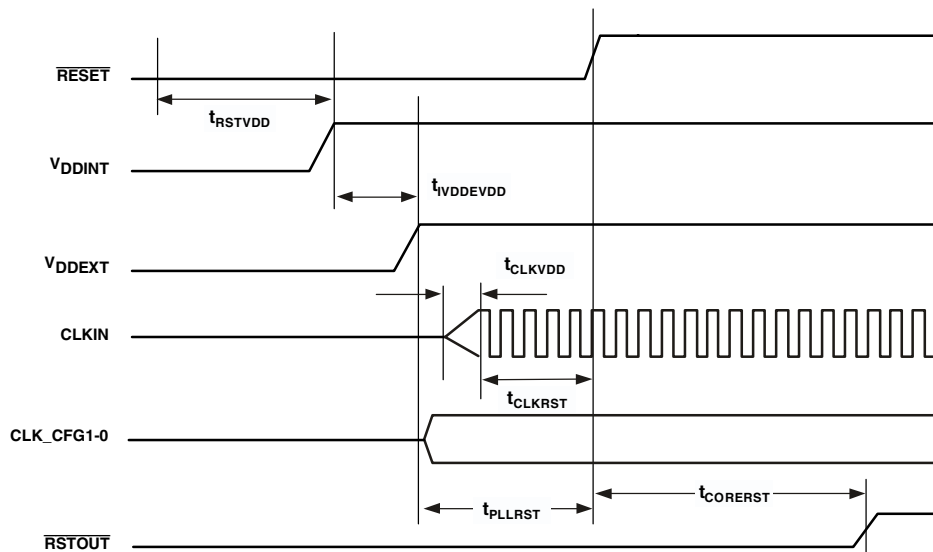 RESET
tRSTVDD
VDDINT
tIVDDEVDD
VDDEXT
tCLKVDD
CLKIN
tCLKRST
CLK_CFG1-0
tPLLRST
tCORERST
RSTOUT